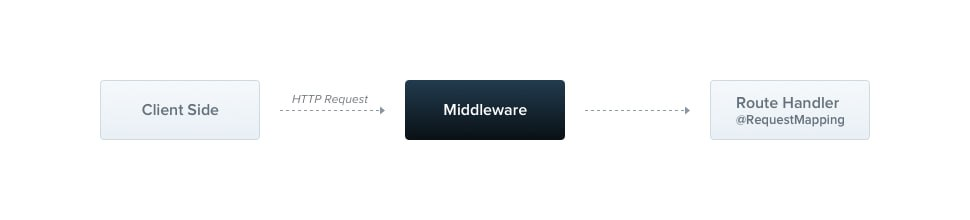 Client Side
HTTP Request
Middleware
Route Handler
@RequestMapping